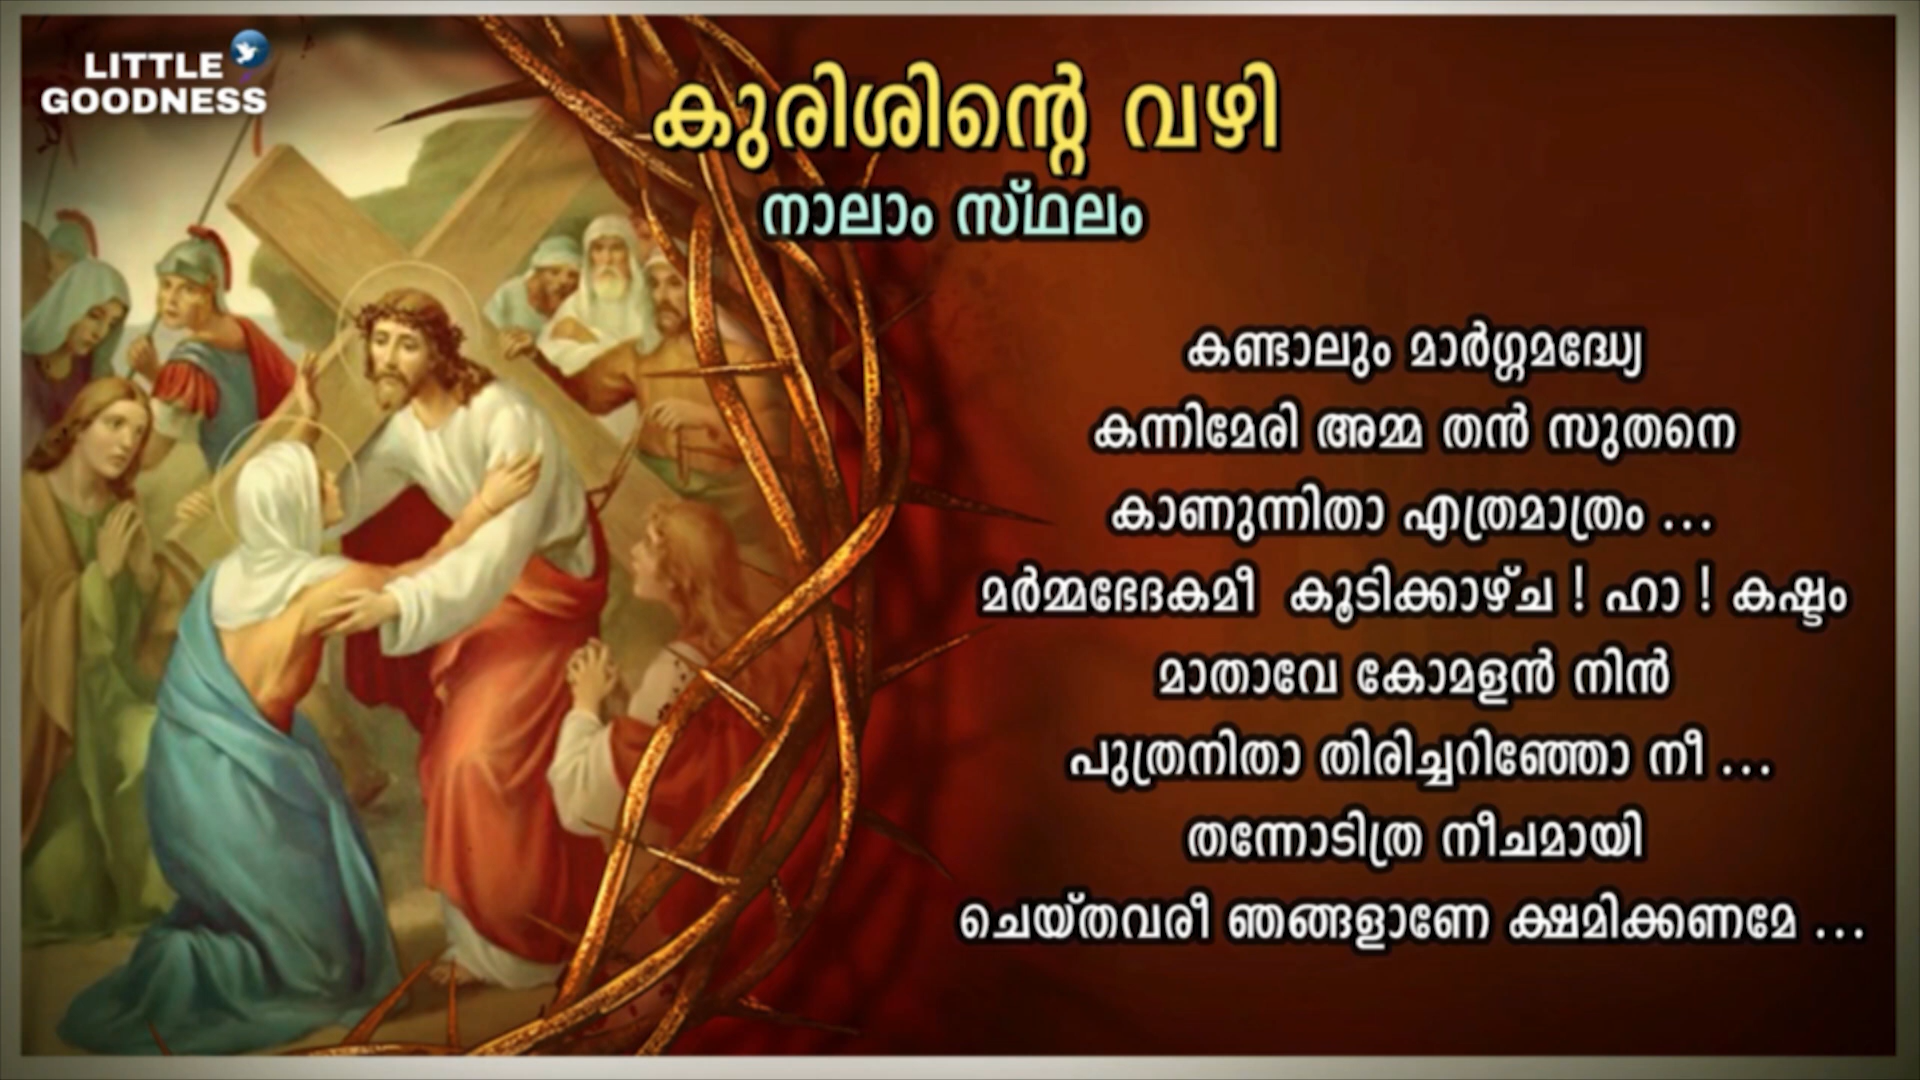 LITTLE
GOODNESS
കുരിശിന്റെ വഴി
നാലാം സ്ഥലം
കണ്ടാലും മാർഗ്ഗമദ്ധ്യേ
കന്നിമേരി അമ്മ തൻ സുതനെ
കാണുന്നിതാ എത്രമാത്രം ...
മർമ്മഭേദകമീ കൂടിക്കാഴ്ച ! ഹാ ! കഷ്ടം
മാതാവേ കോമളൻ നിൻ
പുത്രനിതാ തിരിച്ചറിഞ്ഞോ നീ ...
തന്നോടിത്ര നീചമായി
ചെയ്തവരീ ഞങ്ങളാണേ ക്ഷമിക്കണമേ ...